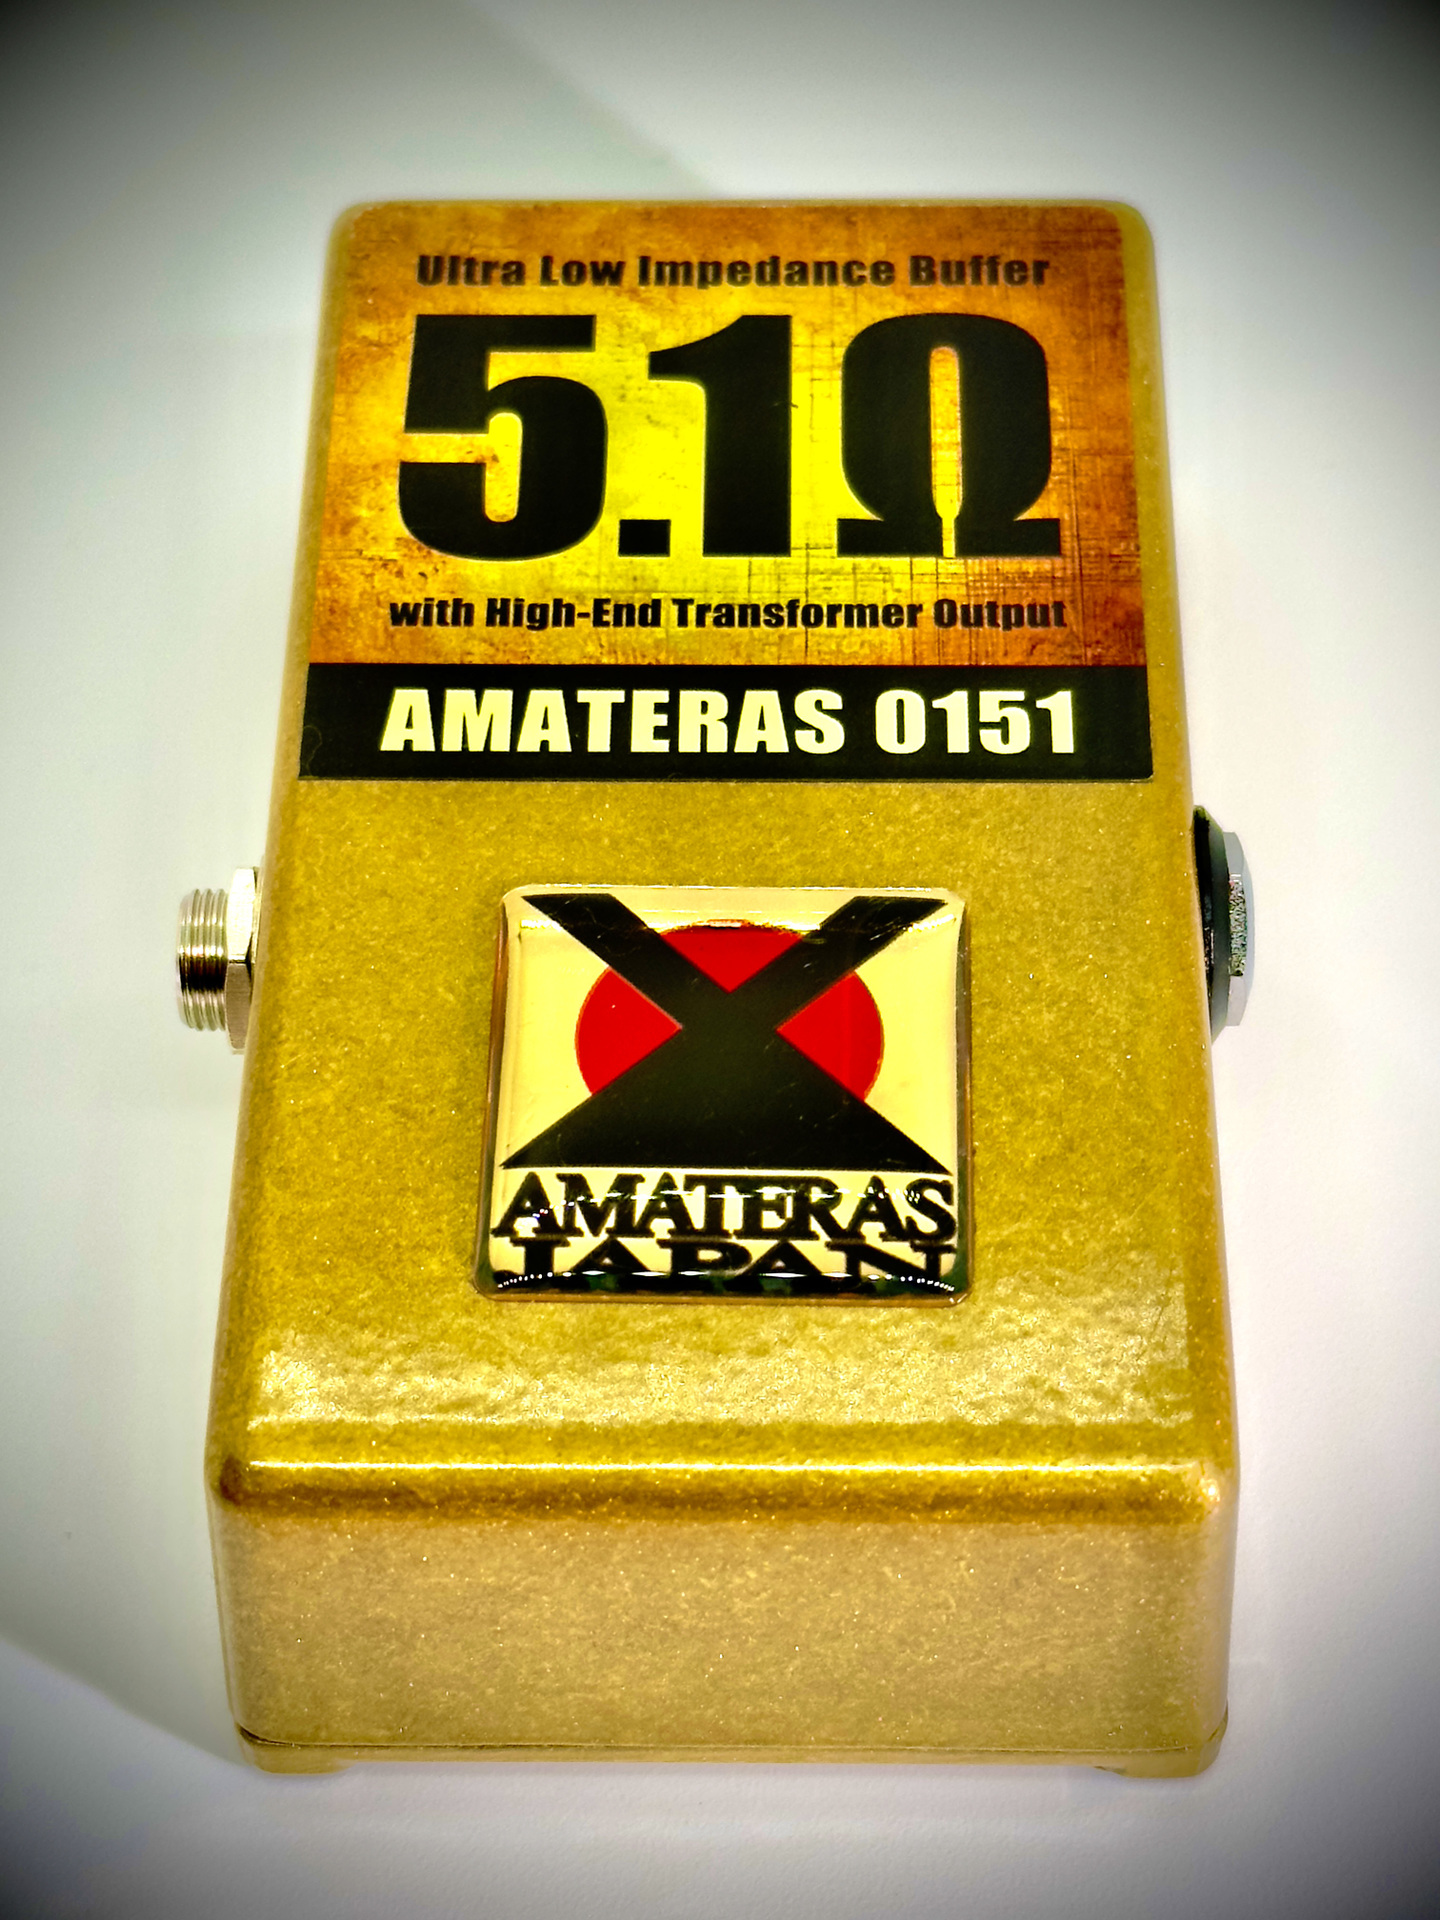 Ultra Low Impedance Buffer
5.1Ω
with High-End Transformer Output
AMATERAS 0151
AMATERAS
JAPAN